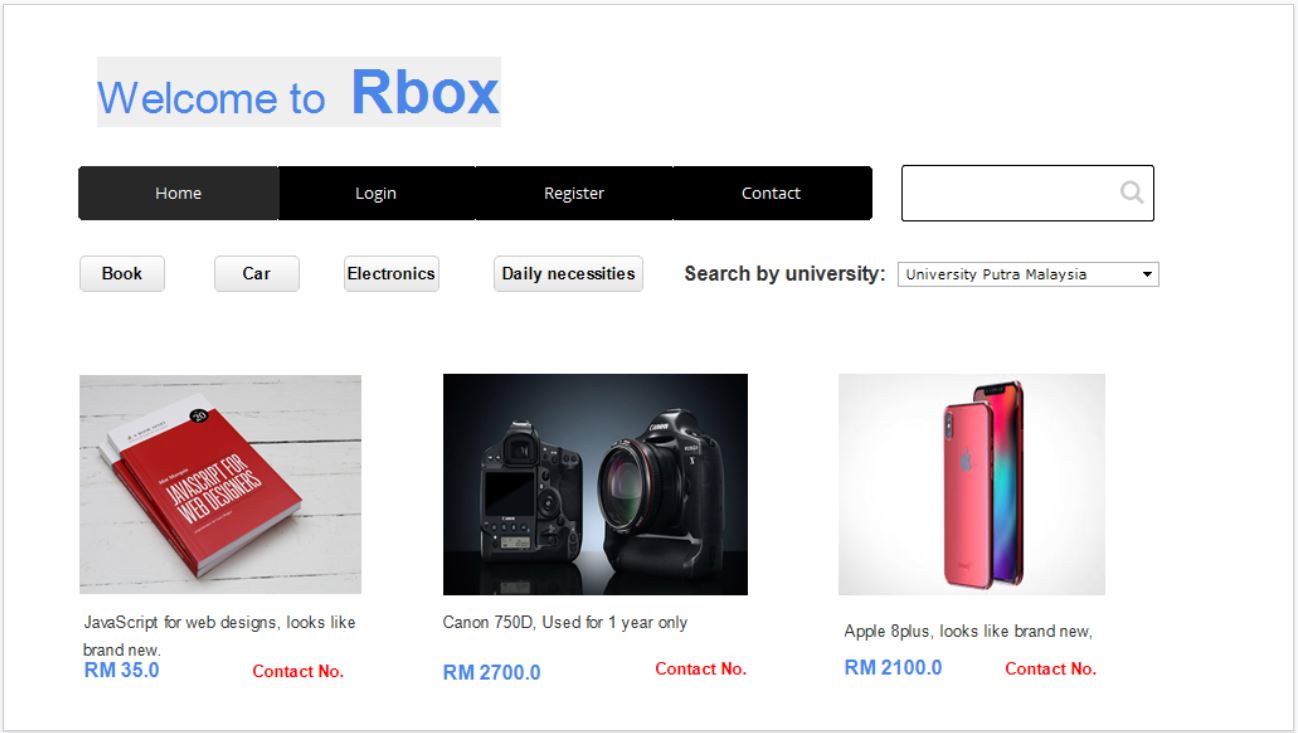 Welcome to Rbox
Home Login Register Contact
Book Car Electronics Daily necessities Search by university: University Putra Malaysia
20
A BOOK APART
Mat Marquis
JAVASCRIPT FOR
WEB DESIGNERS
CANON
CANON
X
JavaScript for web designs, looks like
brand new.
RM 35.0 Contact No.
Canon 750D, Used for 1 year only
RM 2700.0 Contact No.
Apple 8plus, looks like brand new,
RM 2100.0 Contact No.